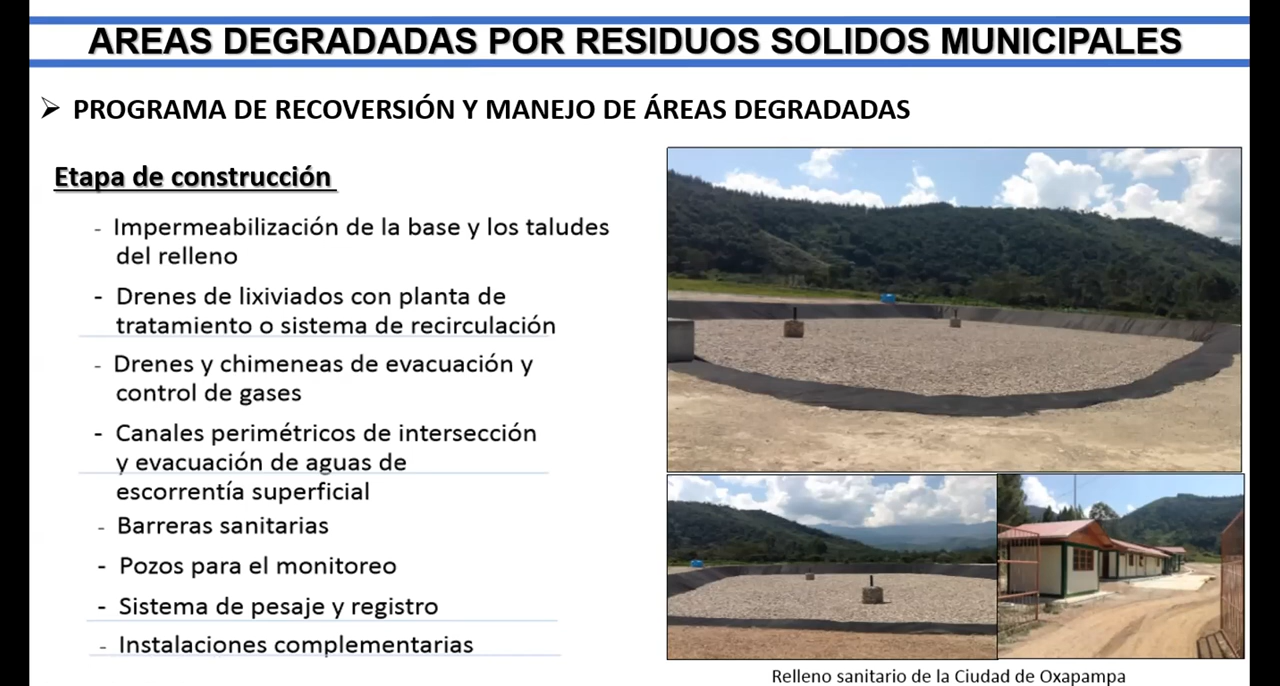 AREAS DEGRADADAS POR RESIDUOS SOLIDOS MUNICIPALES
➢ PROGRAMA DE RECOVERSIÓN Y MANEJO DE ÁREAS DEGRADADAS
Etapa de construcción
- Impermeabilización de la base y los taludes
del relleno
- Drenes de lixiviados con planta de
tratamiento o sistema de recirculación
- Drenes y chimeneas de evacuación y
control de gases
- Canales perimétricos de intersección
y evacuación de aguas de
escorrentía superficial
- Barreras sanitarias
- Pozos para el monitoreo
- Sistema de pesaje y registro
- Instalaciones complementarias
Relleno sanitario de la Ciudad de Oxapampa